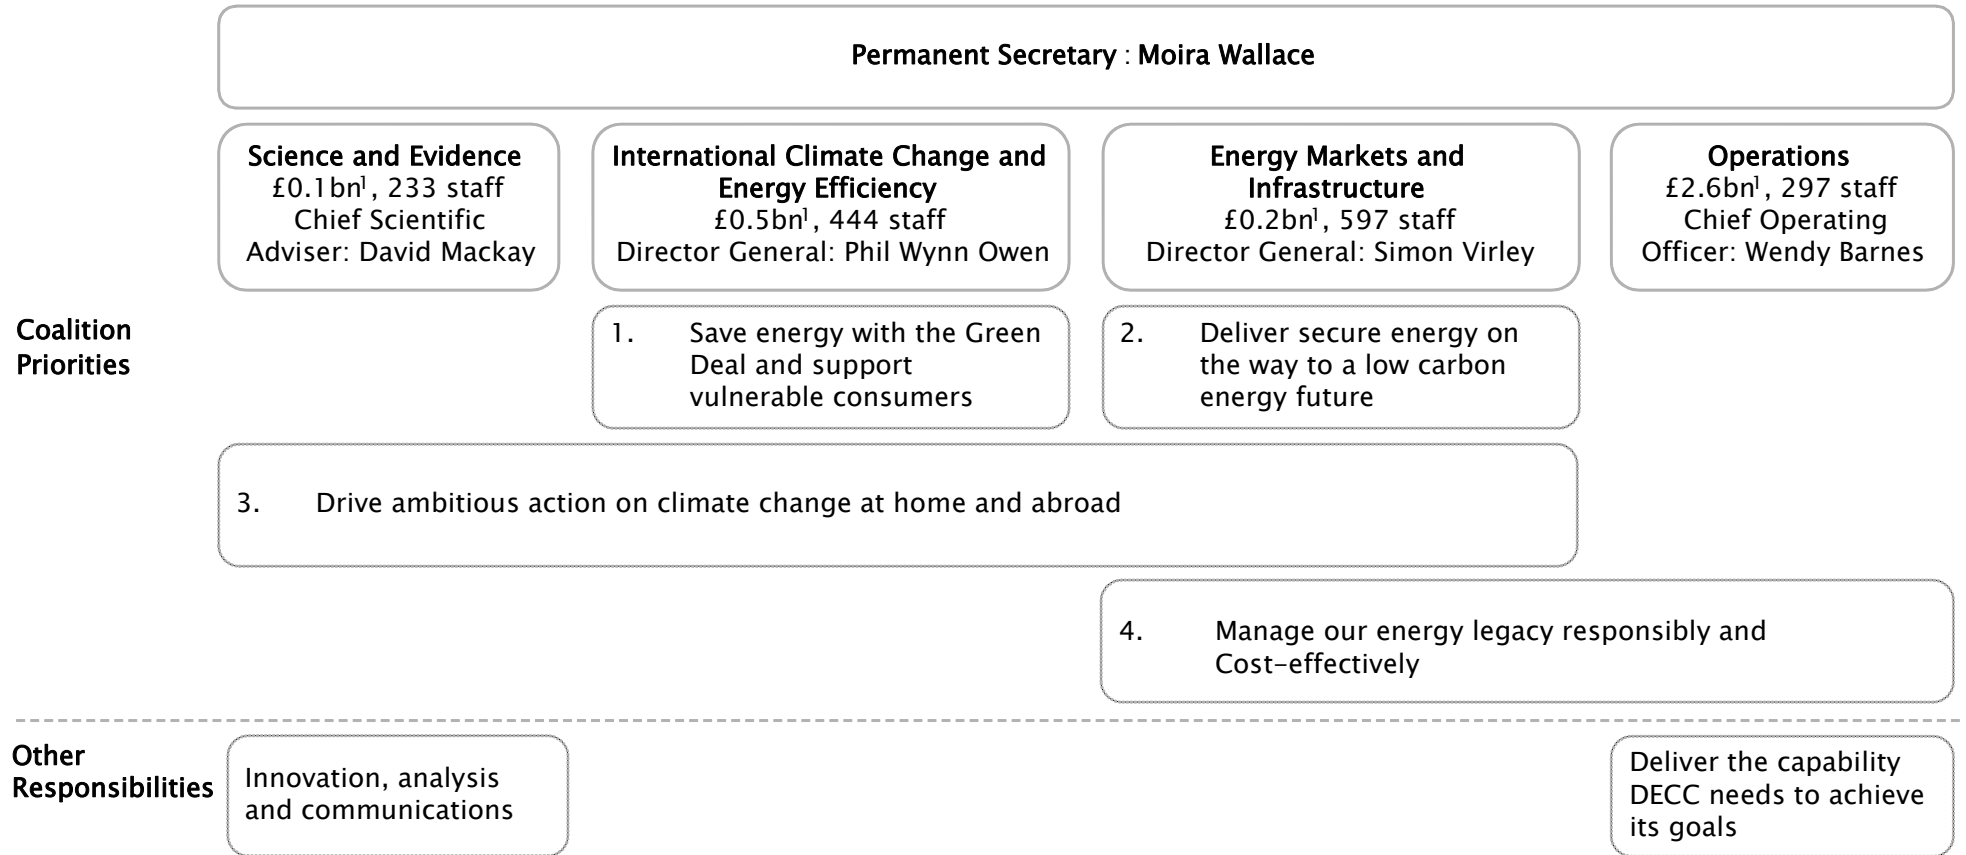 Permanent Secretary : Moira Wallace
Science and Evidence
£0.1bn¹, 233 staff
Chief Scientific
Adviser: David Mackay
International Climate Change and
Energy Efficiency
£0.5bn¹, 444 staff
Director General: Phil Wynn Owen
Energy Markets and
Infrastructure
£0.2bn¹, 597 staff
Director General: Simon Virley
Operations
£2.6bn¹, 297 staff
Chief Operating
Officer: Wendy Barnes
Coalition
Priorities
1. Save energy with the Green
Deal and support
vulnerable consumers
2. Deliver secure energy on
the way to a low carbon
energy future
3. Drive ambitious action on climate change at home and abroad
4. Manage our energy legacy responsibly and
Cost-effectively
Other
Responsibilities
Innovation, analysis
and communications
Deliver the capability
DECC needs to achieve
its goals